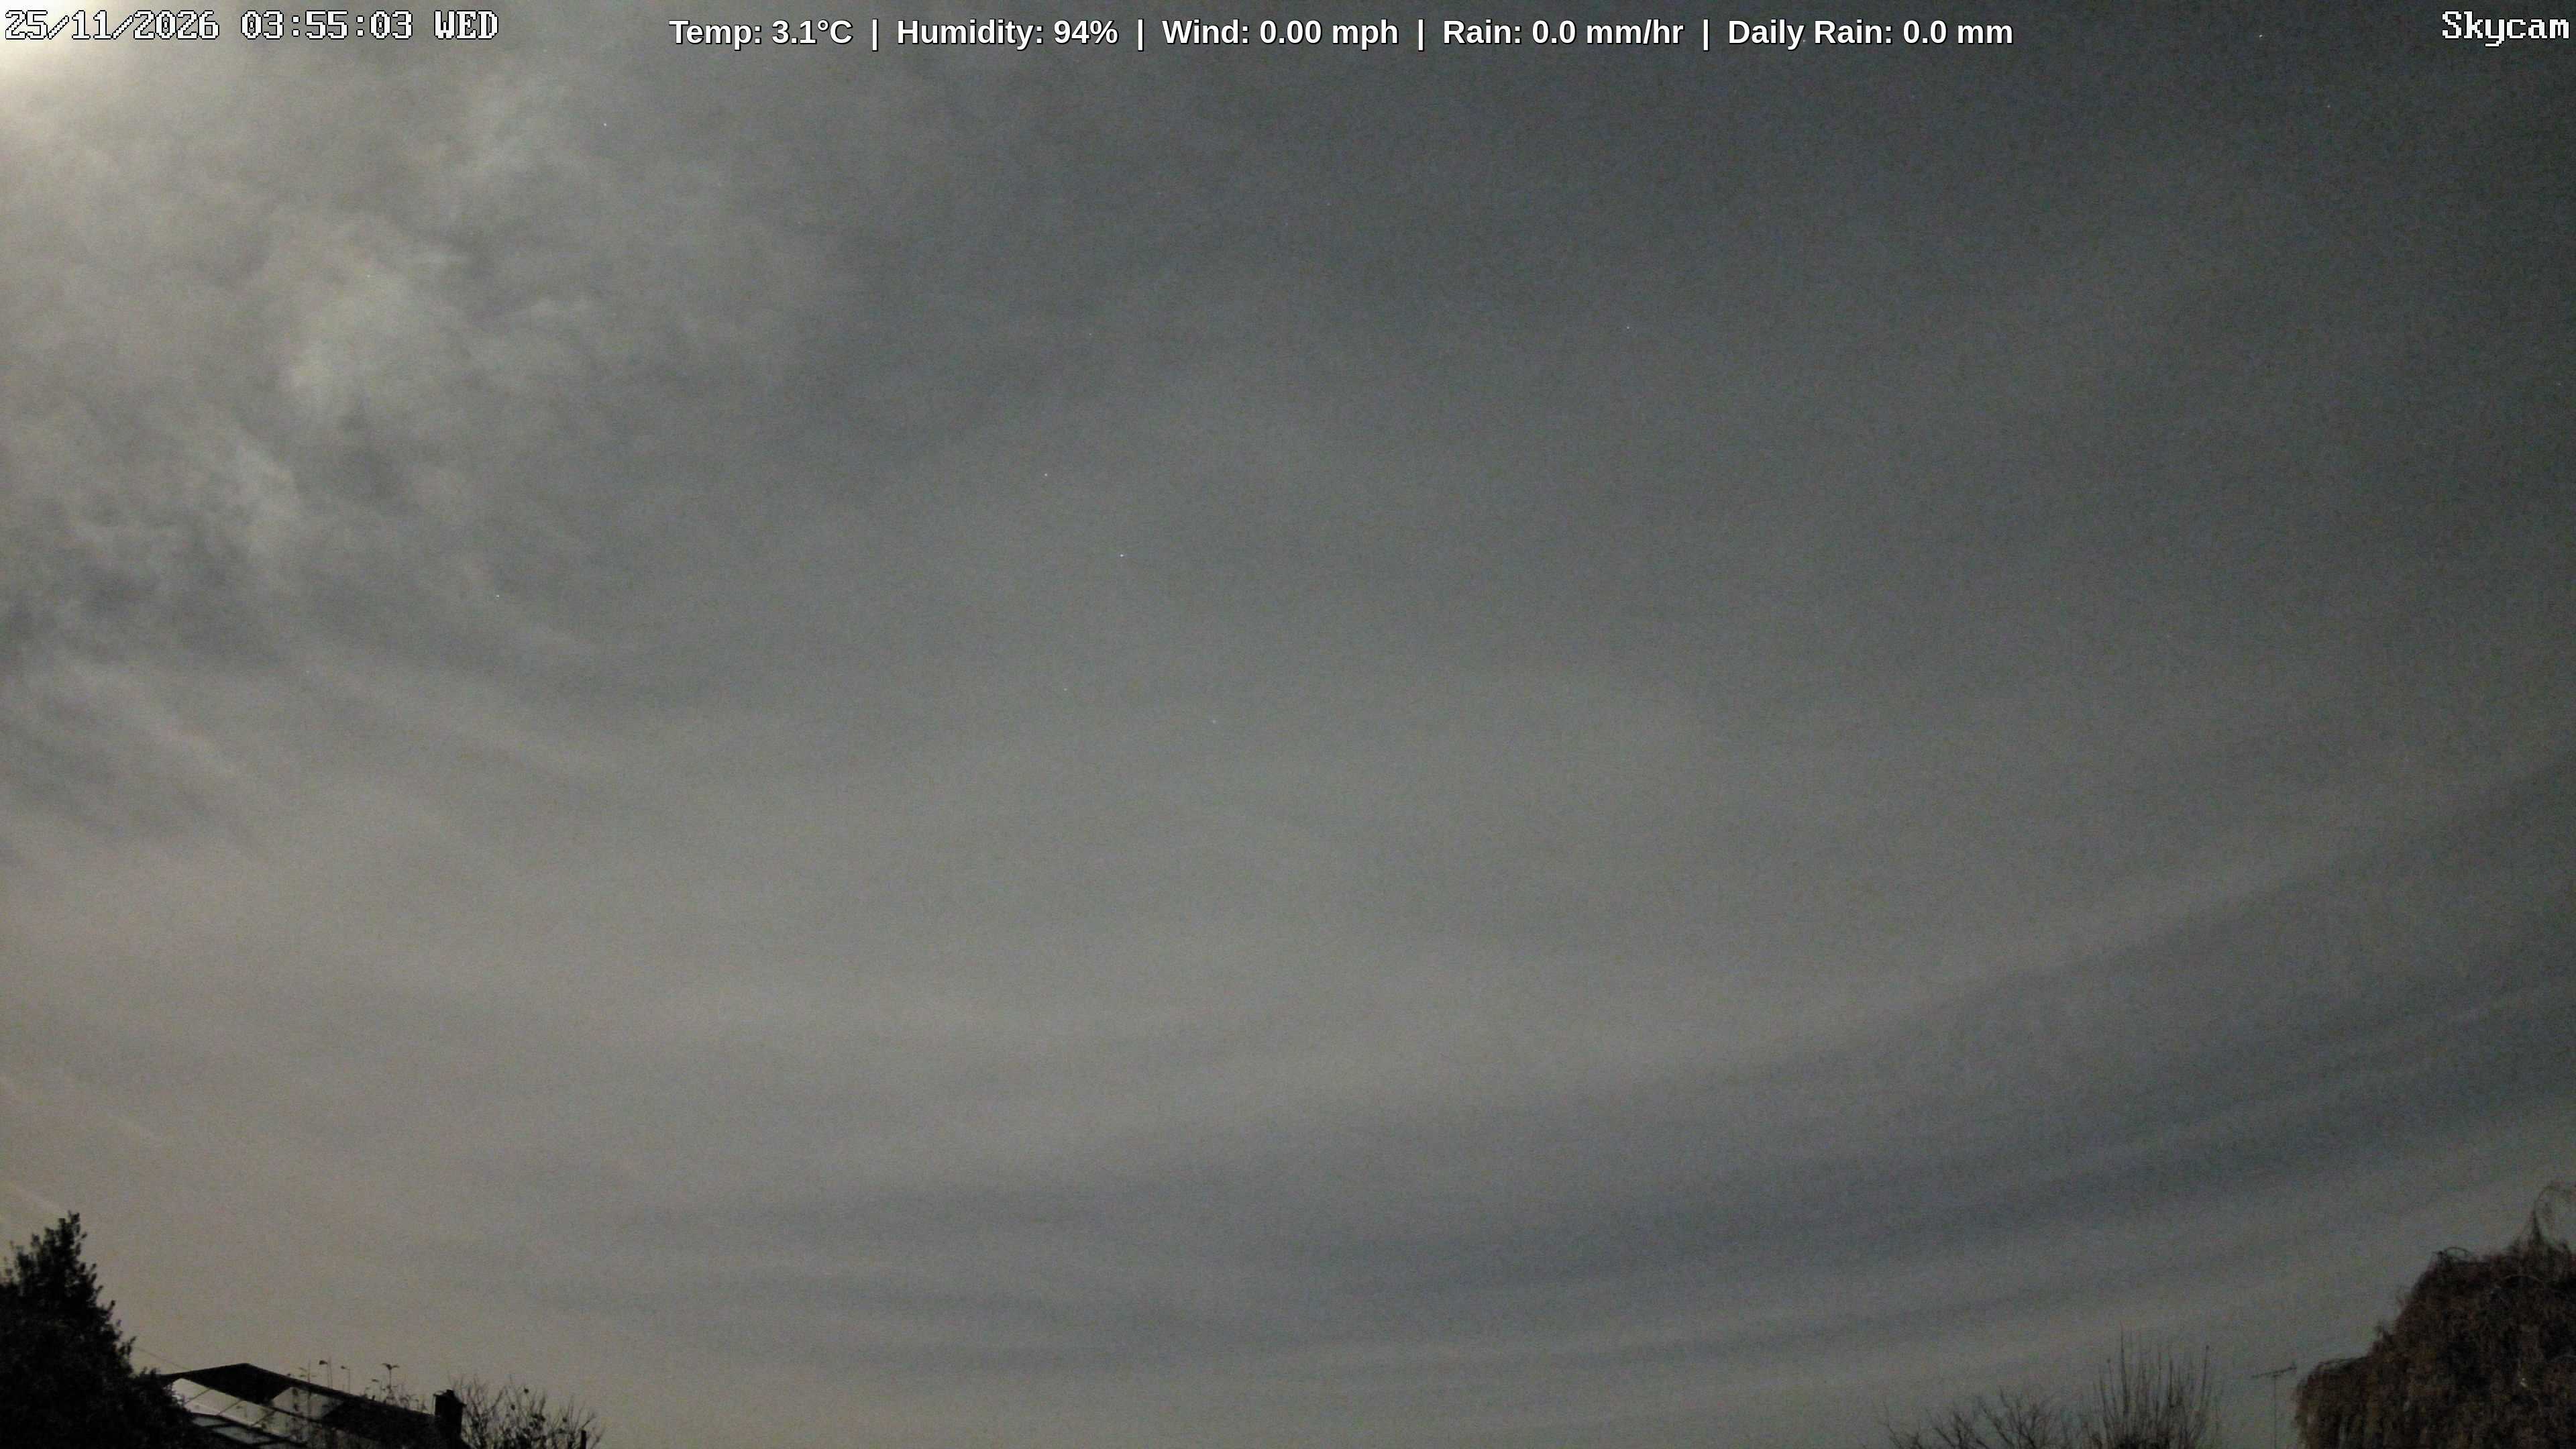 25/11/2026 03:55:03 WED
Temp: 3.1°C | Humidity: 94% | Wind: 0.00 mph | Rain: 0.0 mm/hr | Daily Rain: 0.0 mm
Skycam